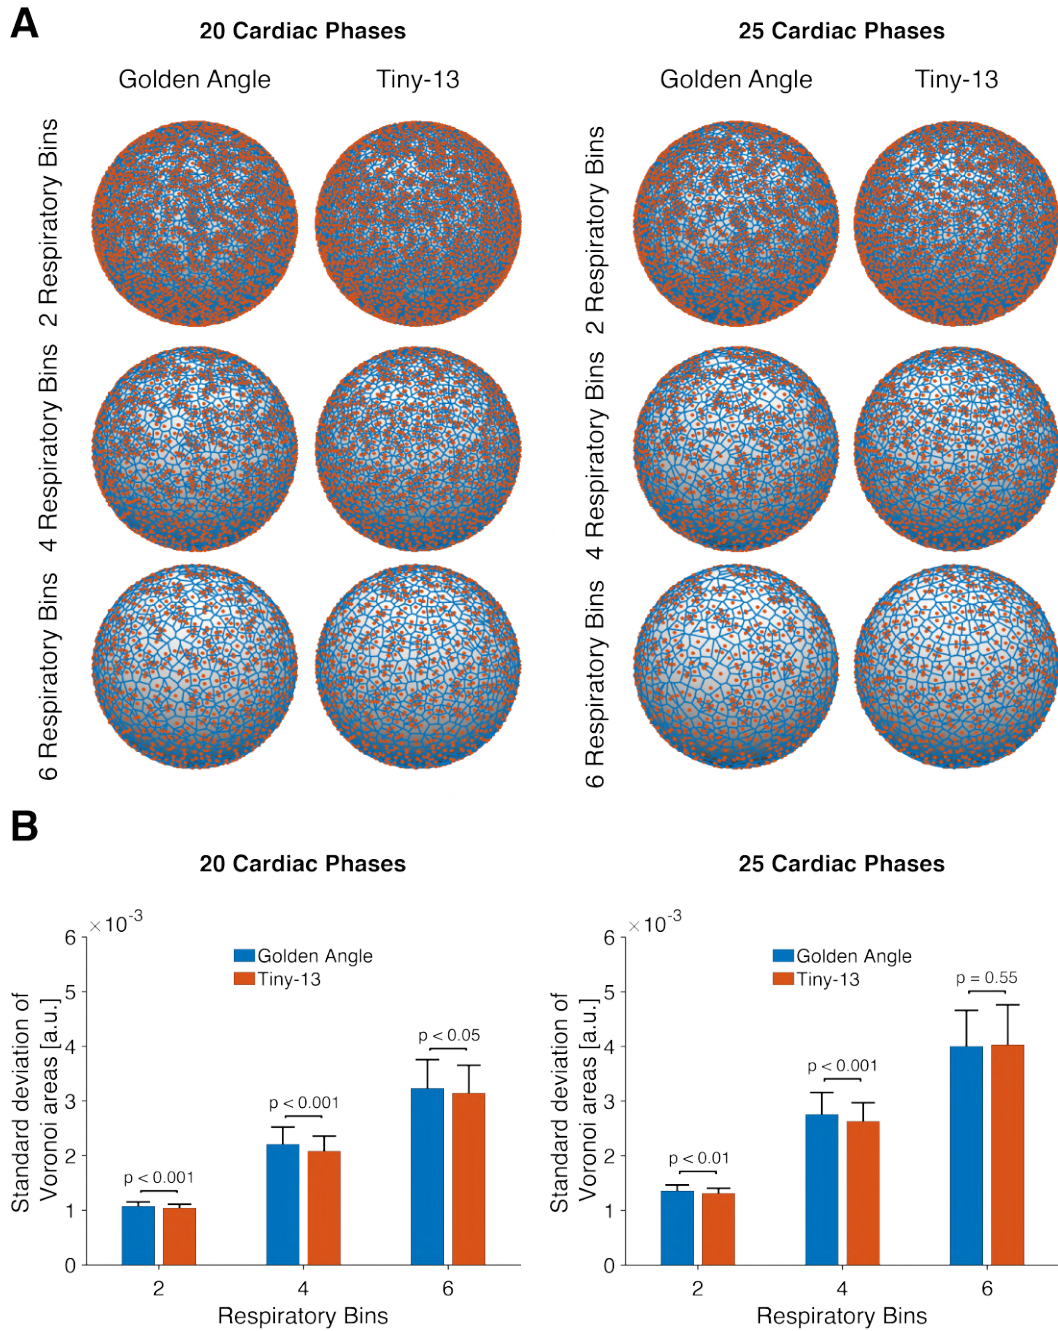 A
20 Cardiac Phases
25 Cardiac Phases
Golden Angle
Tiny-13
Golden Angle
Tiny-13
2 Respiratory Bins
2 Respiratory Bins
4 Respiratory Bins
4 Respiratory Bins
6 Respiratory Bins
6 Respiratory Bins
B
20 Cardiac Phases
×10⁻³
Golden Angle
Tiny-13
Standard deviation of
Voronoi areas [a.u.]
6
5
4
3
2
1
0
p < 0.001
p < 0.001
p < 0.05
2
4
6
Respiratory Bins
25 Cardiac Phases
×10⁻³
Golden Angle
Tiny-13
Standard deviation of
Voronoi areas [a.u.]
6
5
4
3
2
1
0
p < 0.01
p < 0.001
p = 0.55
2
4
6
Respiratory Bins